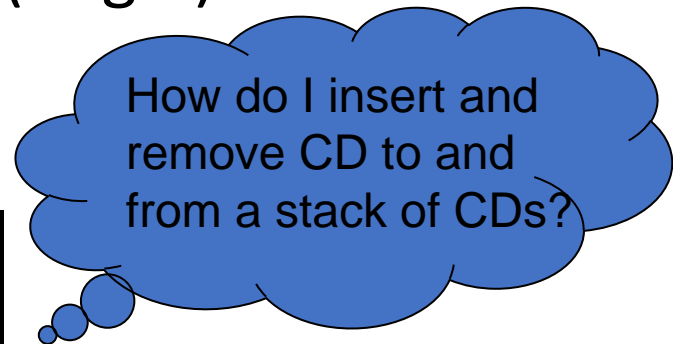 How do I insert and
remove CD to and
from a stack of CDs?